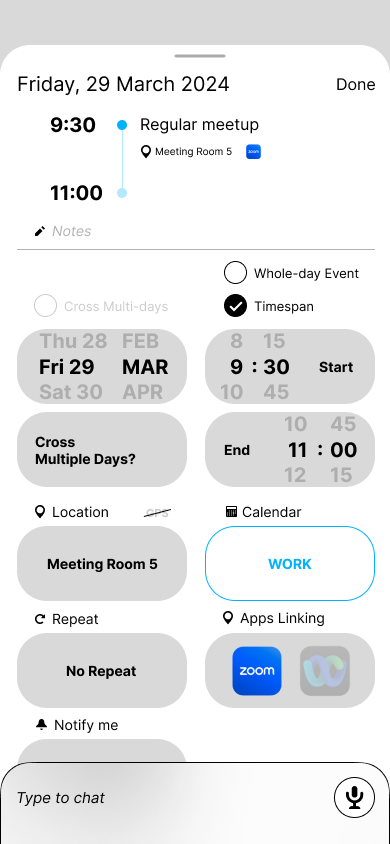 Friday, 29 March 2024
Done
9:30
Regular meetup
Meeting Room 5
zoom
11:00
Notes
Whole-day Event
Cross Multi-days
Timespan
Thu 28 FEB
Fri 29 MAR
Sat 30 APR
8 15
9 : 30 Start
10 45
Cross
Multiple Days?
10 45
End 11 : 00
12 15
Location
GPS
Calendar
Meeting Room 5
WORK
Repeat
Apps Linking
No Repeat
zoom
Notify me
Type to chat